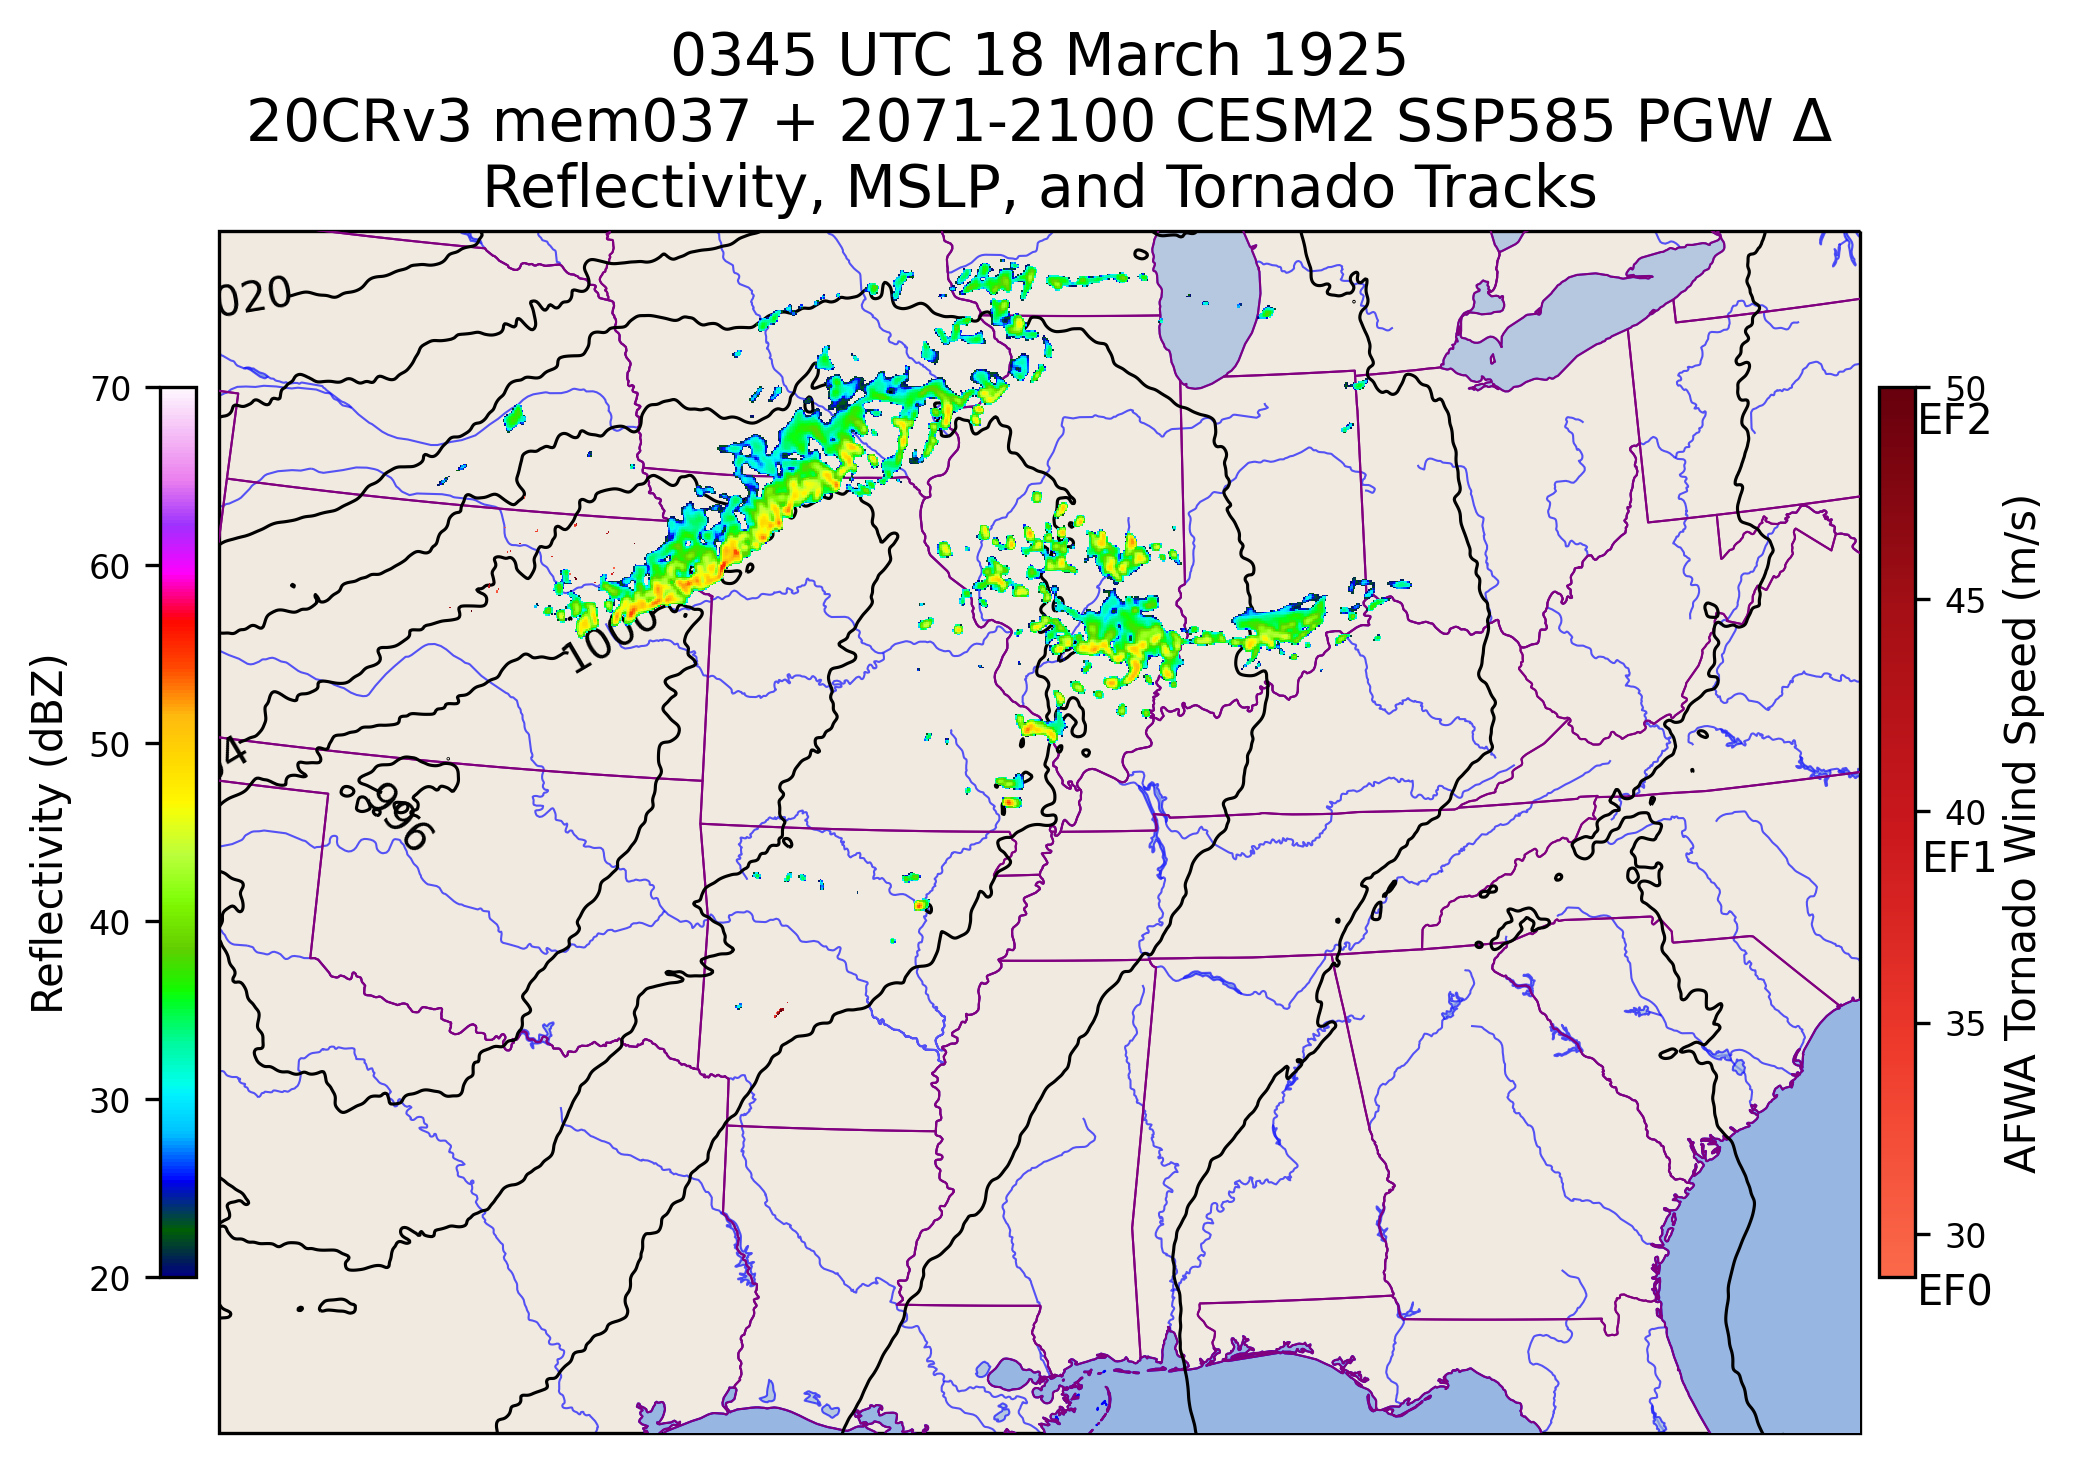 0345 UTC 18 March 1925
20CRv3 mem037 + 2071-2100 CESM2 SSP585 PGW Δ
Reflectivity, MSLP, and Tornado Tracks
020
1000
4
996
70
60
50
40
30
20
Reflectivity (dBZ)
50
EF2
45
40
EF1
35
30
EF0
AFWA Tornado Wind Speed (m/s)